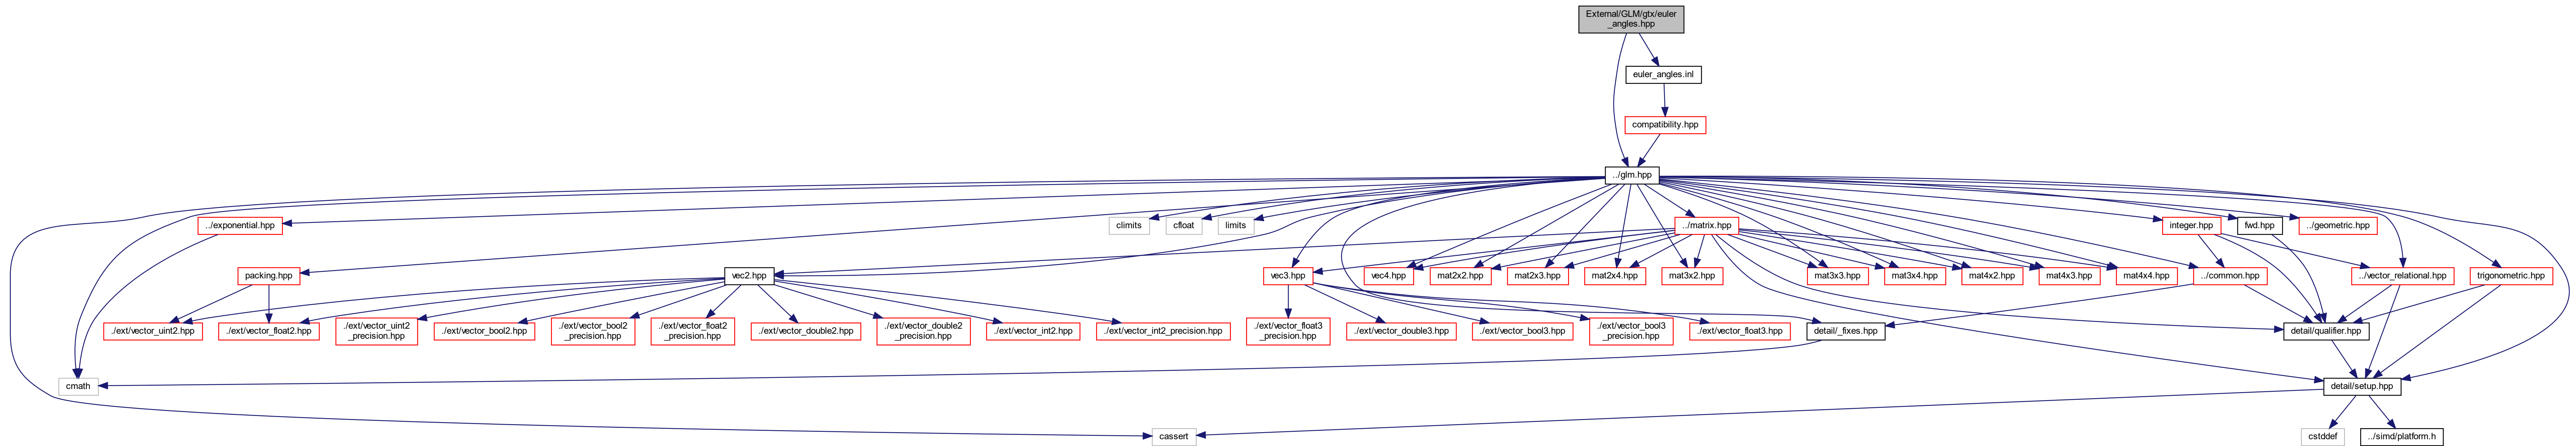 External/GLM/gtx/euler
_angles.hpp
euler_angles.inl
compatibility.hpp
../glm.hpp
../exponential.hpp
climits
cfloat
limits
../matrix.hpp
integer.hpp
fwd.hpp
../geometric.hpp
packing.hpp
vec2.hpp
vec3.hpp
vec4.hpp
mat2x2.hpp
mat2x3.hpp
mat2x4.hpp
mat3x2.hpp
mat3x3.hpp
mat3x4.hpp
mat4x2.hpp
mat4x3.hpp
mat4x4.hpp
../common.hpp
../vector_relational.hpp
trigonometric.hpp
./ext/vector_uint2.hpp
./ext/vector_float2.hpp
./ext/vector_uint2
_precision.hpp
./ext/vector_bool2.hpp
./ext/vector_bool2
_precision.hpp
./ext/vector_float2
_precision.hpp
./ext/vector_double2.hpp
./ext/vector_double2
_precision.hpp
./ext/vector_int2.hpp
./ext/vector_int2_precision.hpp
./ext/vector_float3
_precision.hpp
./ext/vector_double3.hpp
./ext/vector_bool3.hpp
./ext/vector_bool3
_precision.hpp
./ext/vector_float3.hpp
detail/_fixes.hpp
detail/qualifier.hpp
cmath
detail/setup.hpp
cassert
cstddef
../simd/platform.h